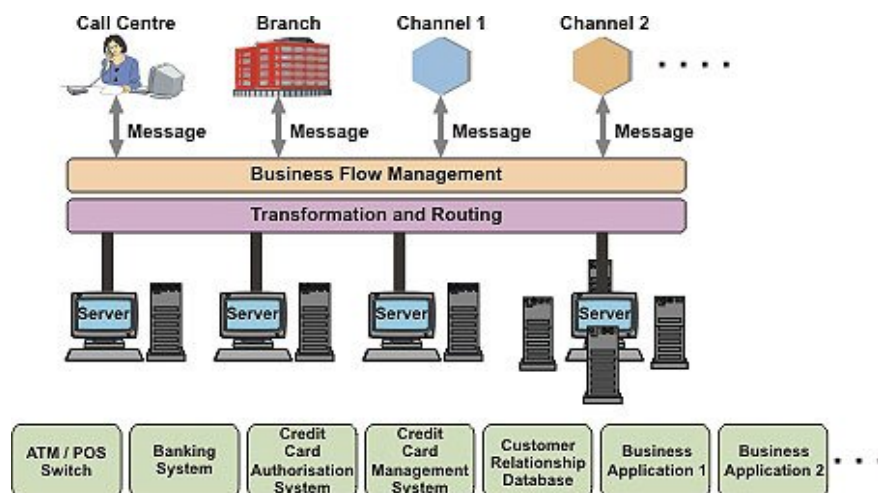 Call Centre
Branch
Channel 1
Channel 2
Message
Message
Message
Message
Business Flow Management
Transformation and Routing
Server
Server
Server
Server
ATM / POS
Switch
Banking
System
Credit
Card
Authorisation
System
Credit
Card
Management
System
Customer
Relationship
Database
Business
Application 1
Business
Application 2